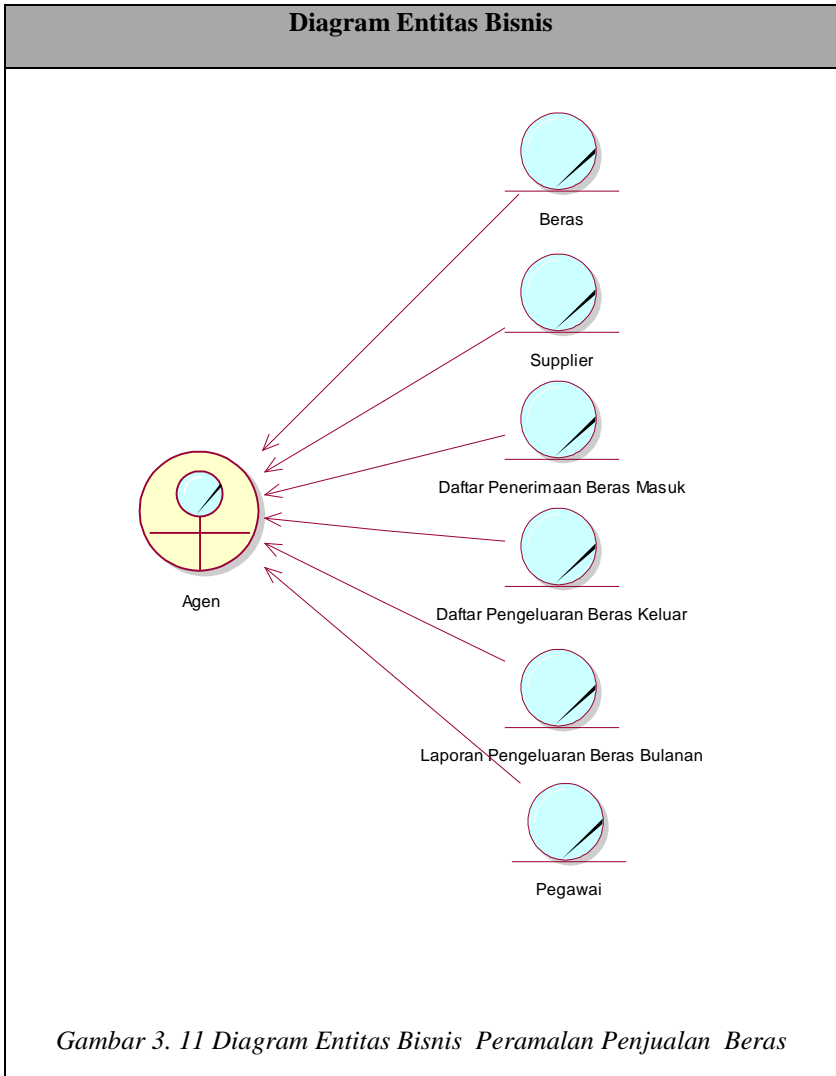 Diagram Entitas Bisnis
Beras
Supplier
Daftar Penerimaan Beras Masuk
Daftar Pengeluaran Beras Keluar
Agen
Laporan Pengeluaran Beras Bulanan
Pegawai
Gambar 3. 11 Diagram Entitas Bisnis Peramalan Penjualan Beras